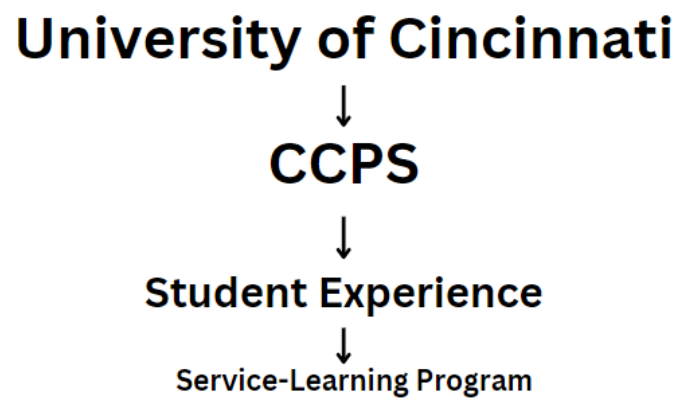 University of Cincinnati
CCPS
Student Experience
Service-Learning Program